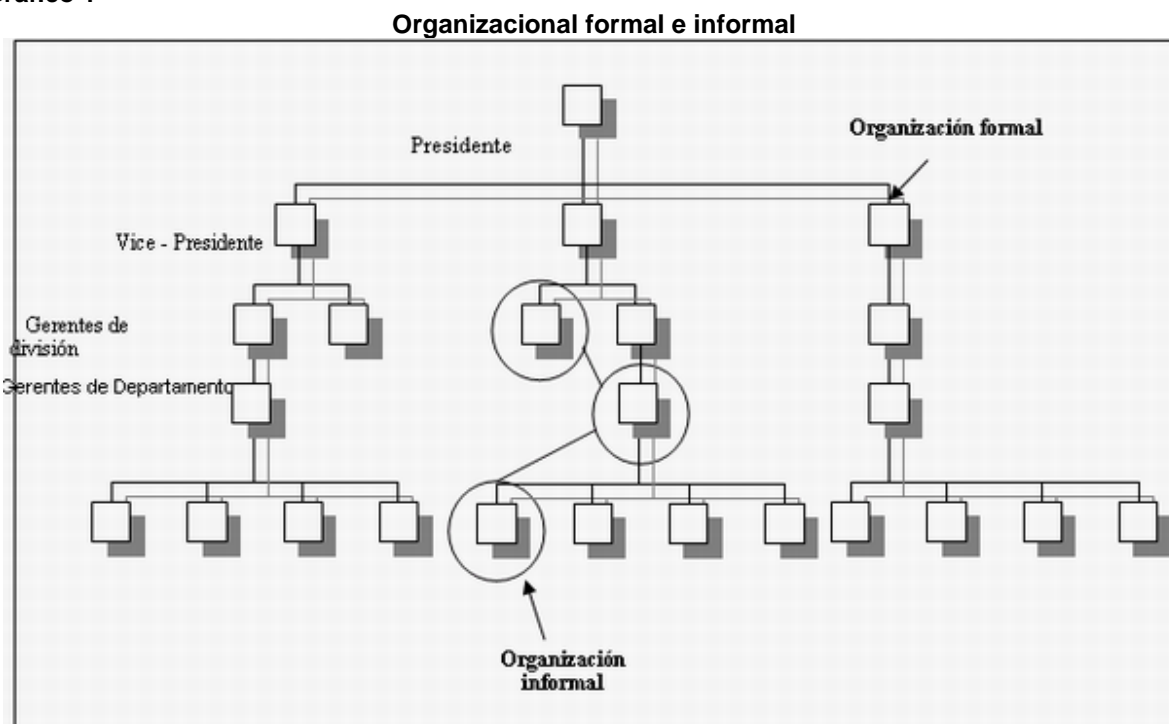 Organizacional formal e informal
Presidente
Organización formal
Vice - Presidente
Gerentes de
división
Gerentes de Departamento
Organización
informal